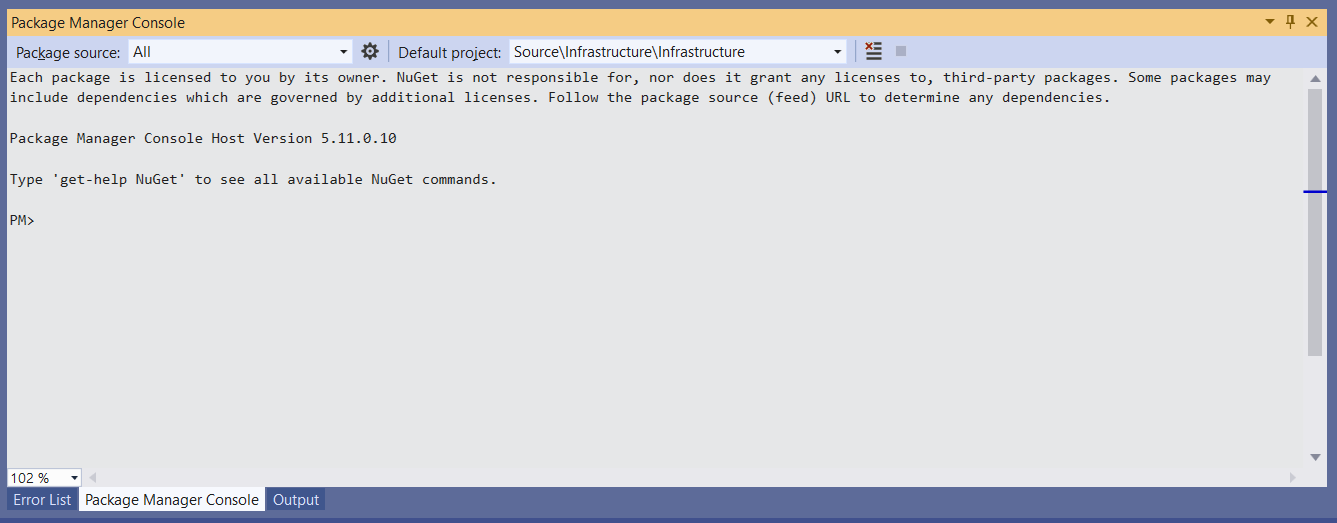 Package Manager Console
Package source: All Default project: Source\Infrastructure\Infrastructure
Each package is licensed to you by its owner. NuGet is not responsible for, nor does it grant any licenses to, third-party packages. Some packages may
include dependencies which are governed by additional licenses. Follow the package source (feed) URL to determine any dependencies.
Package Manager Console Host Version 5.11.0.10
Type 'get-help NuGet' to see all available NuGet commands.
PM>
102 %
Error List Package Manager Console Output